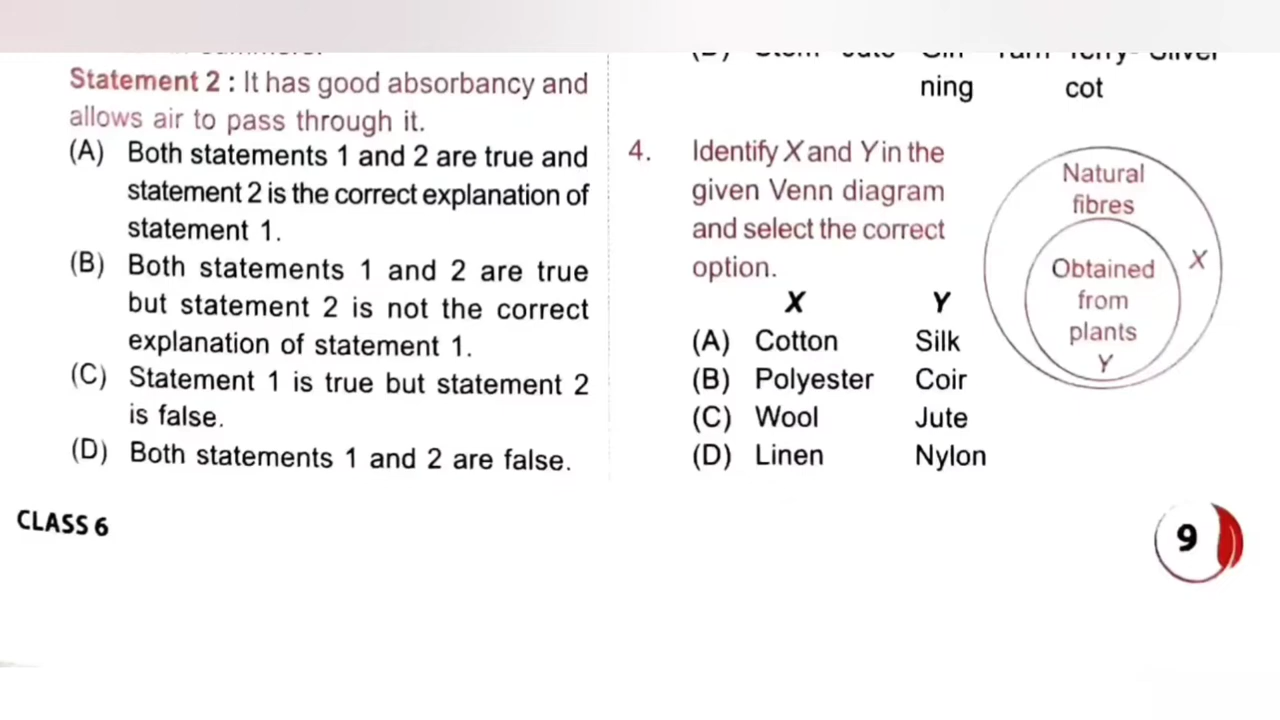 Statement 2 : It has good absorbancy and
allows air to pass through it.
(A) Both statements 1 and 2 are true and
statement 2 is the correct explanation of
statement 1.
(B) Both statements 1 and 2 are true
but statement 2 is not the correct
explanation of statement 1.
(C) Statement 1 is true but statement 2
is false.
(D) Both statements 1 and 2 are false.
CLASS 6
ning cot
4. Identify X and Y in the
given Venn diagram
and select the correct
option.
X Y
(A) Cotton Silk
(B) Polyester Coir
(C) Wool Jute
(D) Linen Nylon
Natural
fibres
X
Obtained
from
plants
Y
9